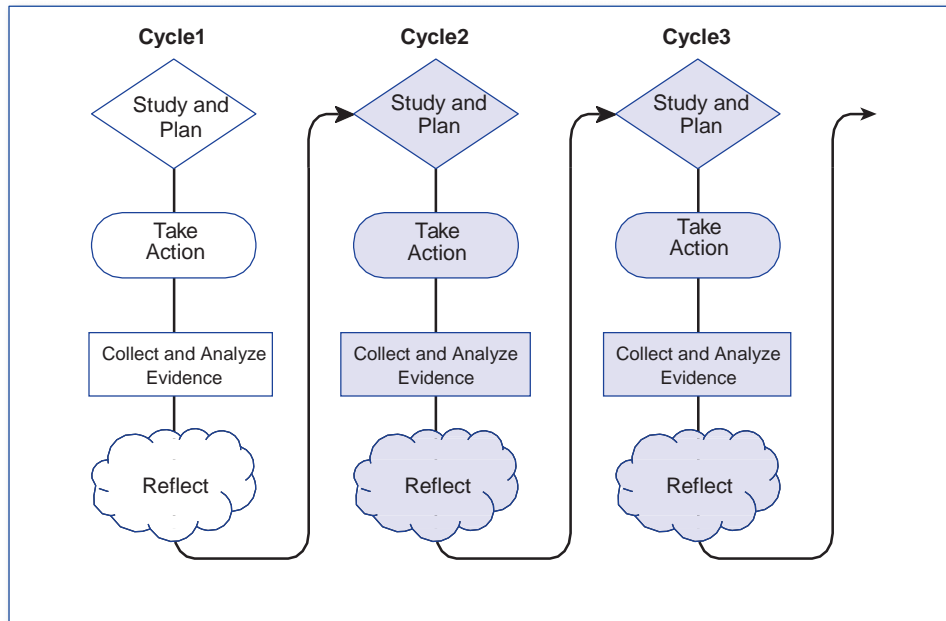 Cycle1
Study and
Plan
Take
Action
Collect and Analyze
Evidence
Reflect
Cycle2
Study and
Plan
Take
Action
Collect and Analyze
Evidence
Reflect
Cycle3
Study and
Plan
Take
Action
Collect and Analyze
Evidence
Reflect